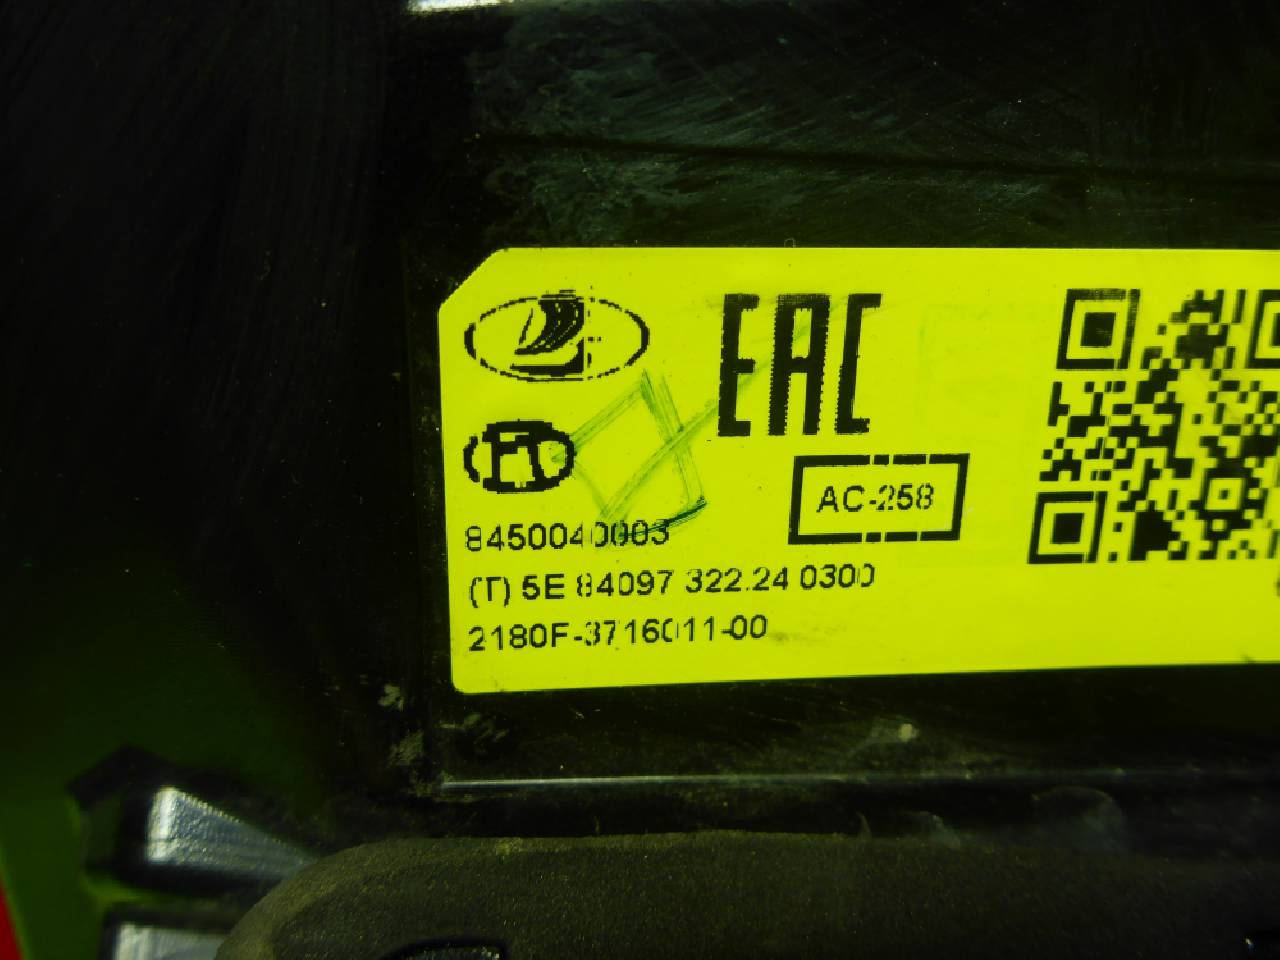 EAC
AC-258
8450040003
(T) 5E 84097 322.24 0300
2180F-3716011-00